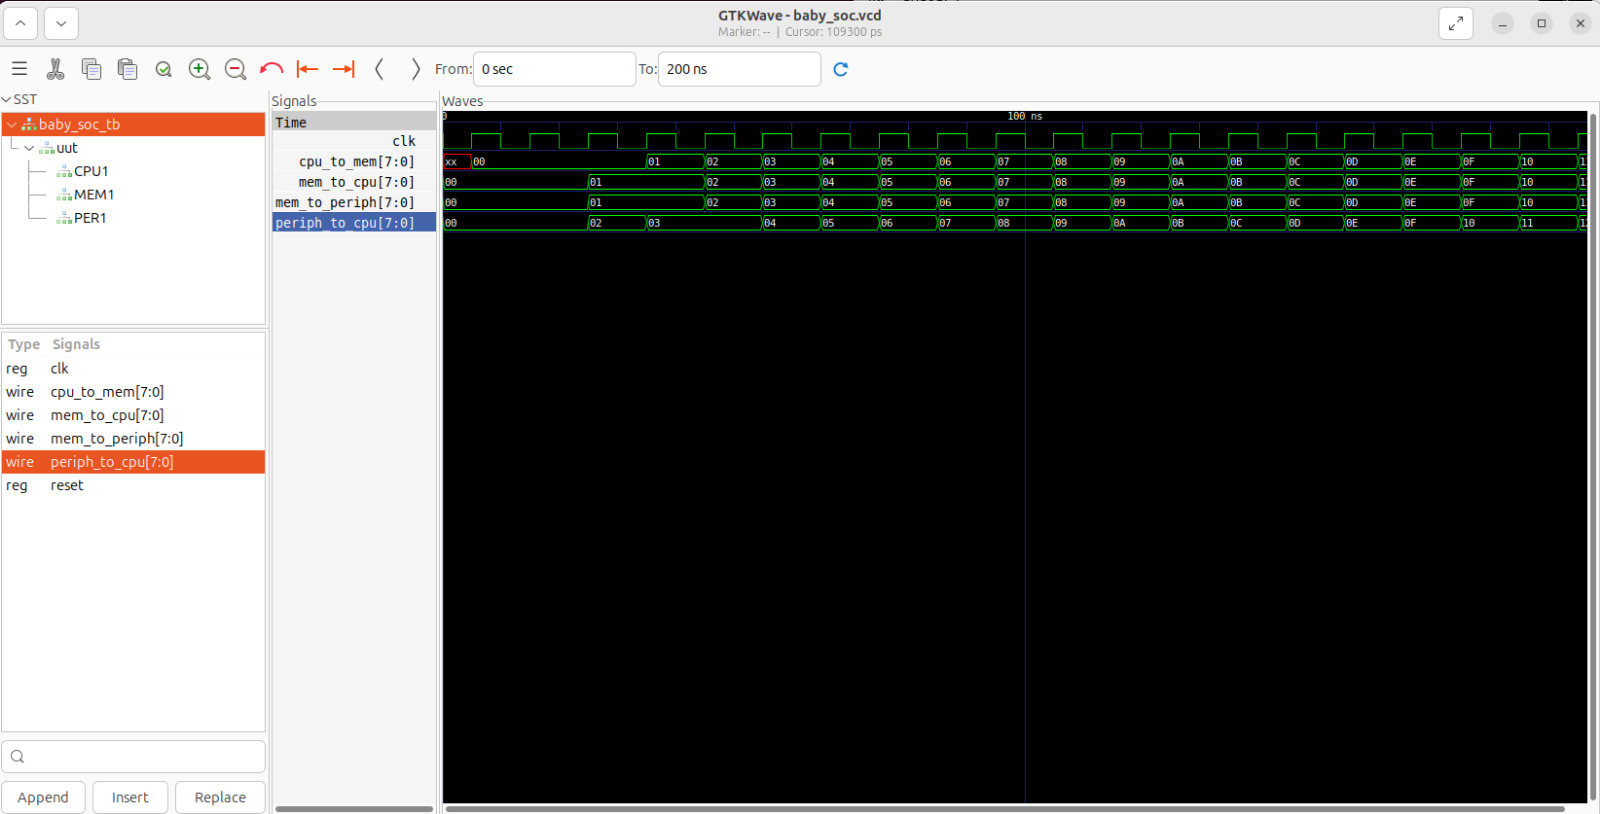 GTKWave - baby_soc.vcd
Marker: -- | Cursor: 109300 ps
From: 0 sec To: 200 ns
SST
baby_soc_tb
uut
CPU1
MEM1
PER1
Type Signals
reg clk
wire cpu_to_mem[7:0]
wire mem_to_cpu[7:0]
wire mem_to_periph[7:0]
wire periph_to_cpu[7:0]
reg reset
Append Insert Replace
Signals
Time
clk
cpu_to_mem[7:0]
mem_to_cpu[7:0]
mem_to_periph[7:0]
periph_to_cpu[7:0]
Waves
0 100 ns
xx 00 01 02 03 04 05 06 07 08 09 0A 0B 0C 0D 0E 0F 10
00 01 02 03 04 05 06 07 08 09 0A 0B 0C 0D 0E 0F 10
00 01 02 03 04 05 06 07 08 09 0A 0B 0C 0D 0E 0F 10
00 02 03 04 05 06 07 08 09 0A 0B 0C 0D 0E 0F 10 11